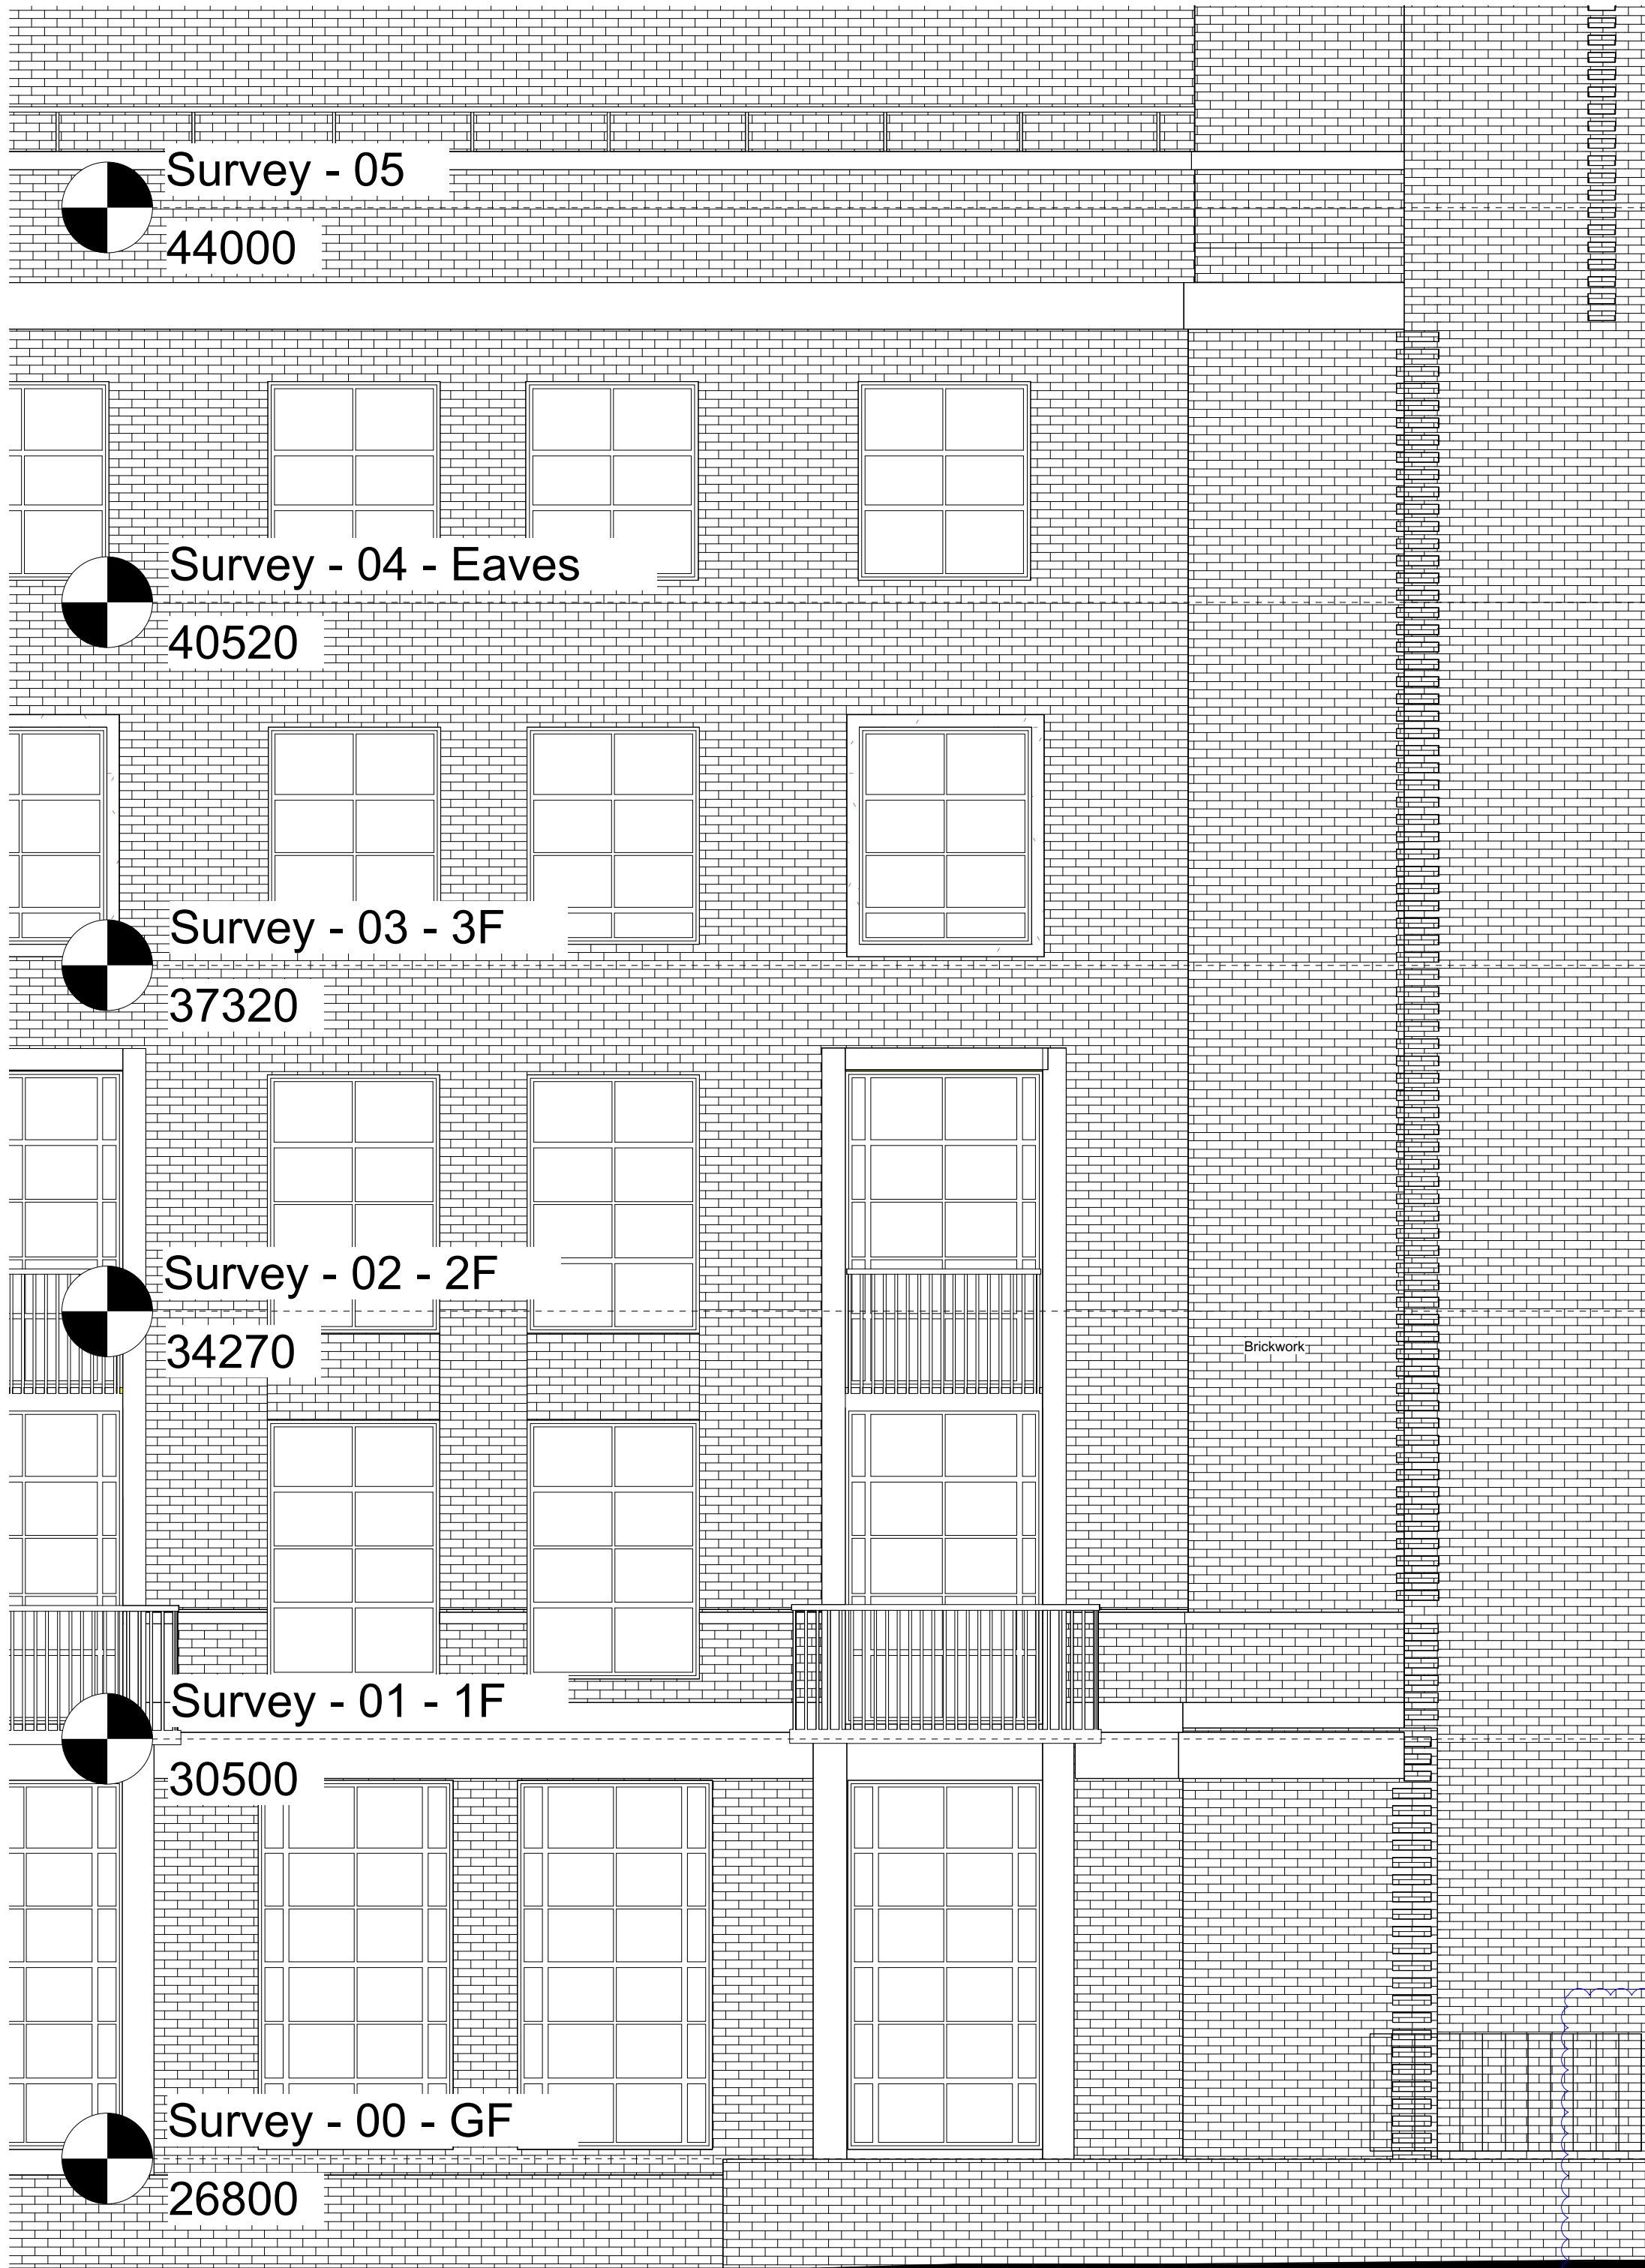 Survey - 05
44000
Survey - 04 - Eaves
40520
Survey - 03 - 3F
37320
Survey - 02 - 2F
34270
Brickwork
Survey - 01 - 1F
30500
Survey - 00 - GF
26800